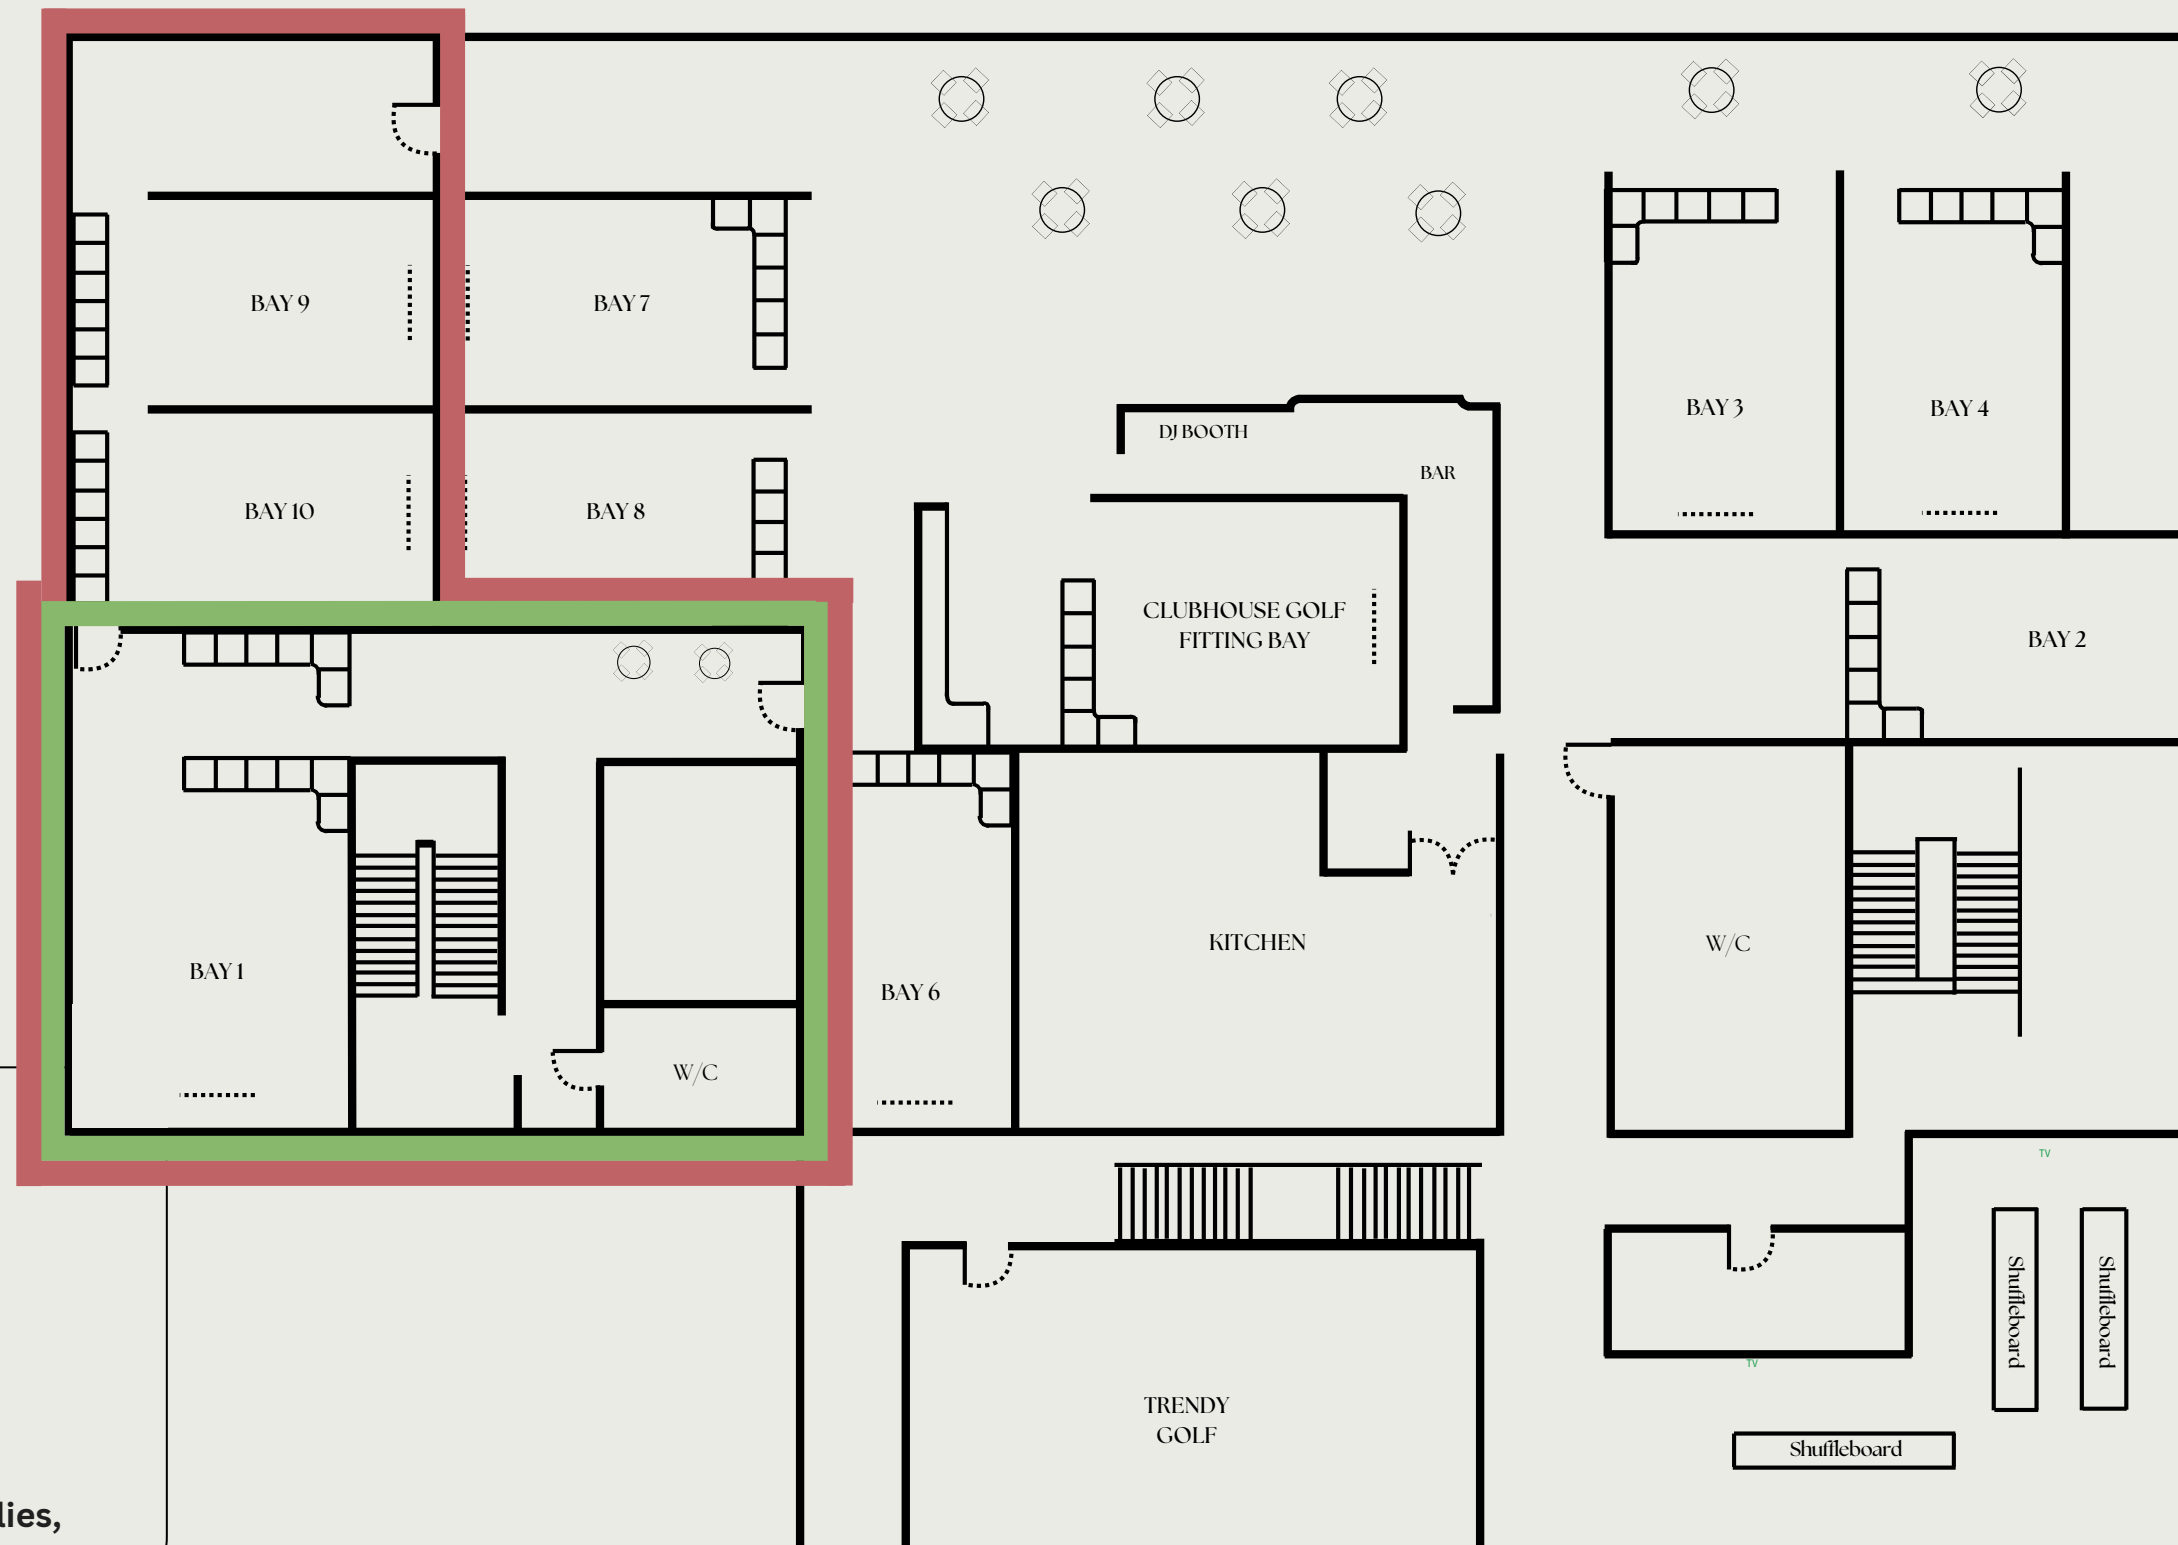 BAY 9
BAY 7
BAY 3
BAY 4
DJ BOOTH
BAR
BAY 10
BAY 8
CLUBHOUSE GOLF
FITTING BAY
BAY 2
KITCHEN
W/C
BAY 1
BAY 6
W/C
TV
Shuffleboard
Shuffleboard
TV
TRENDY
GOLF
Shuffleboard
lies,